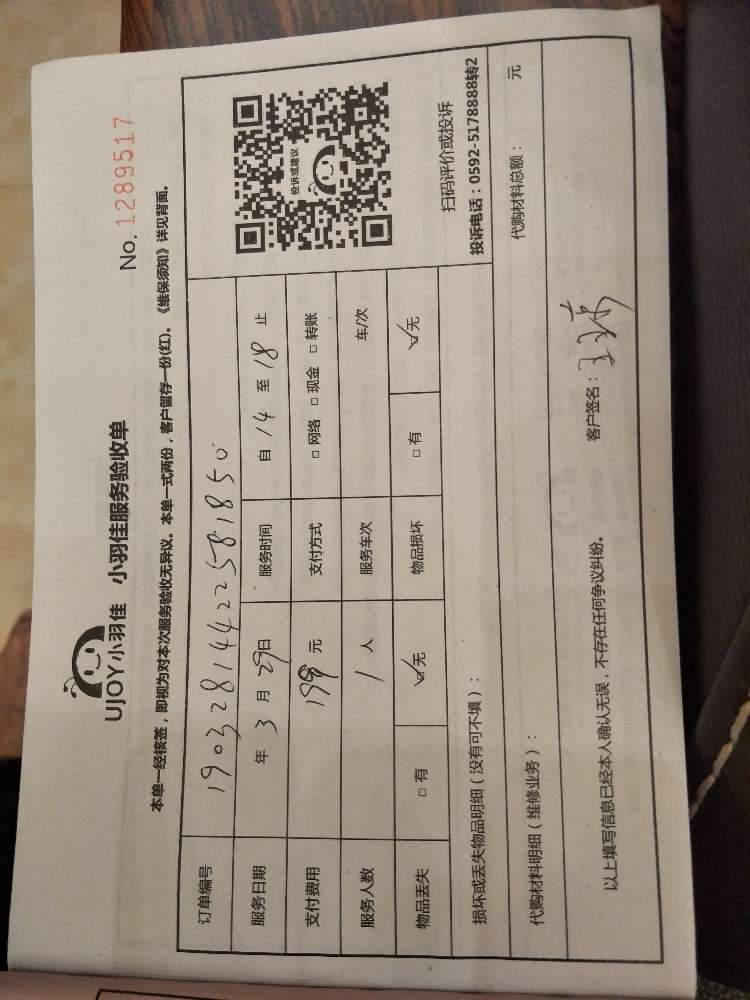 UJOY小羽佳 小羽佳服务验收单
No. 1289517
本单一经核签，即视为对本次服务验收无异议。本单一式两份，客户留存一份(红)。《维保须知》详见背面。
订单编号 19032814422581850
服务日期 年 3 月 29 日 服务时间 自 14 至 18 止
支付费用 199 元 支付方式 □ 网络 □ 现金 □ 转账
服务人数 1 人 服务车次 车/次
物品丢失 □ 有 ☑ 无 物品损坏 □ 有 ☑ 无
投诉或建议
扫码评价或投诉
投诉电话：0592-5178888转2
损坏或丢失物品明细（没有可不填）：
代购材料明细（维修业务）： 代购材料总额： 元
以上填写信息已经本人确认无误，不存在任何争议纠纷。 客户签名：